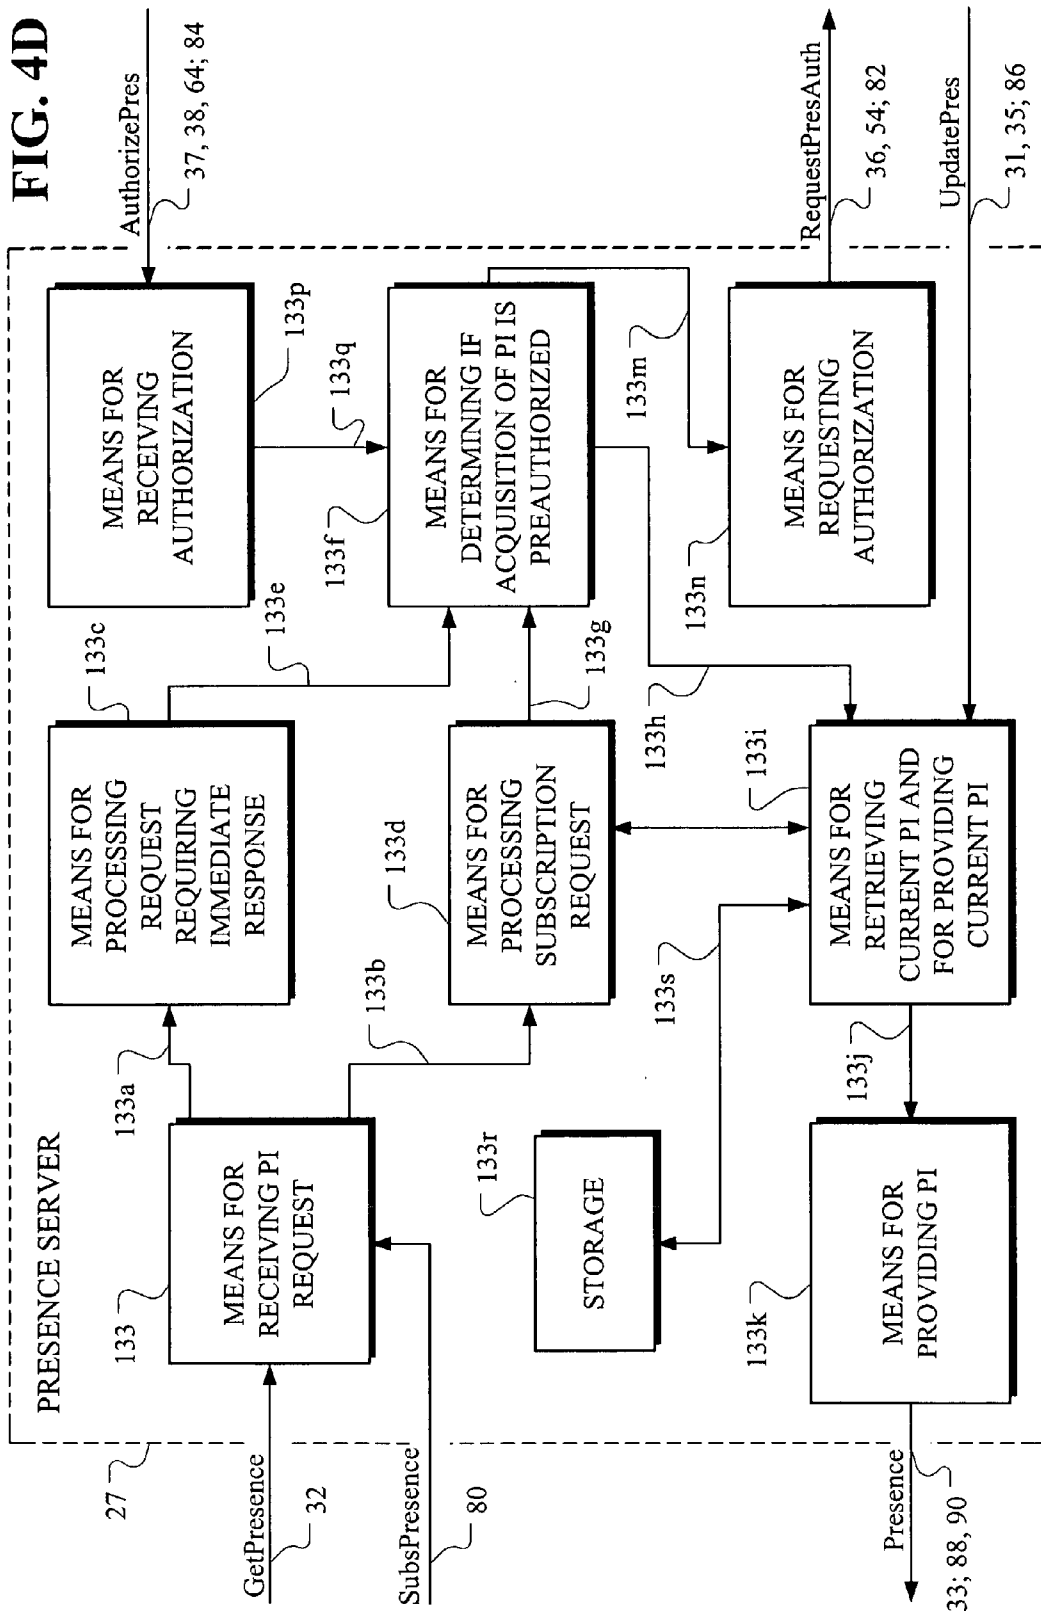 FIG. 4D
PRESENCE SERVER
27
GetPresence
32
SubsPresence
80
133
MEANS FOR
RECEIVING PI
REQUEST
133a
133b
133c
MEANS FOR
PROCESSING
REQUEST
REQUIRING
IMMEDIATE
RESPONSE
133e
133d
MEANS FOR
PROCESSING
SUBSCRIPTION
REQUEST
133g
133p
MEANS FOR
RECEIVING
AUTHORIZATION
133q
AuthorizePres
37, 38, 64; 84
133f
MEANS FOR
DETERMINING IF
ACQUISITION OF PI IS
PREAUTHORIZED
133m
133h
133n
MEANS FOR
REQUESTING
AUTHORIZATION
RequestPresAuth
36, 54; 82
UpdatePres
31, 35; 86
133r
STORAGE
133s
133i
MEANS FOR
RETRIEVING
CURRENT PI AND
FOR PROVIDING
CURRENT PI
133j
133k
MEANS FOR
PROVIDING PI
Presence
33; 88, 90